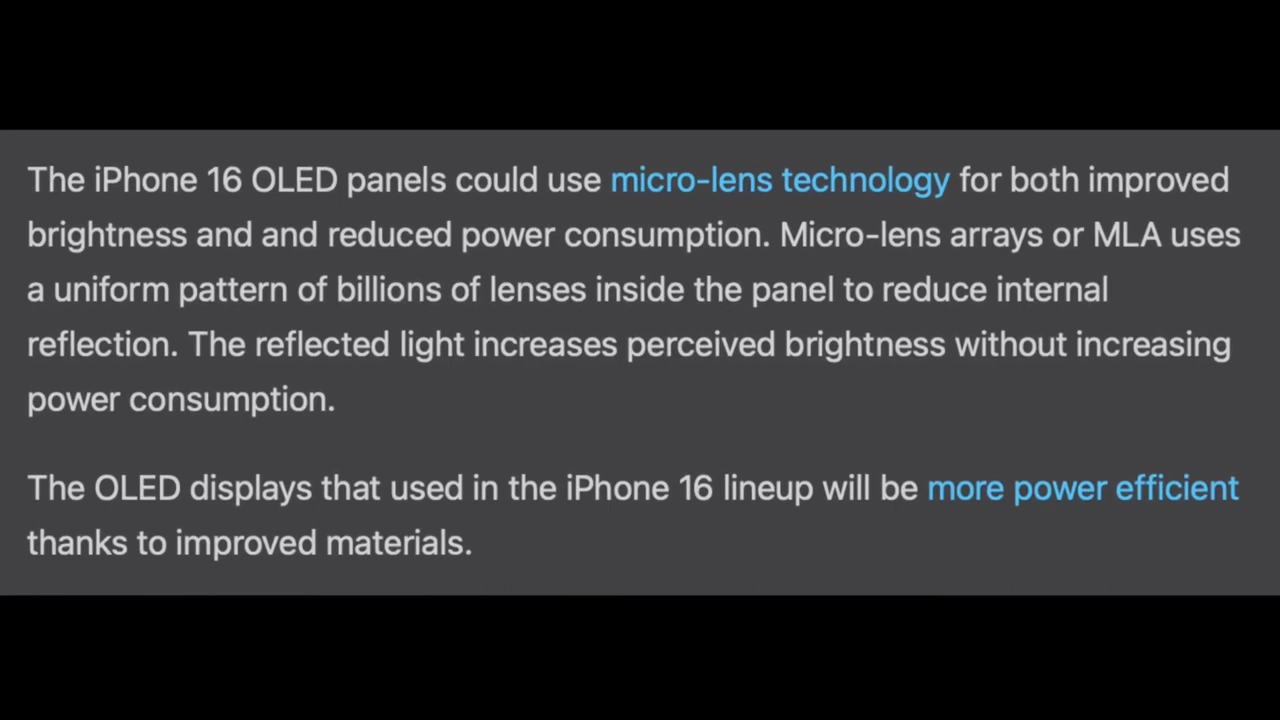 The iPhone 16 OLED panels could use micro-lens technology for both improved
brightness and and reduced power consumption. Micro-lens arrays or MLA uses
a uniform pattern of billions of lenses inside the panel to reduce internal
reflection. The reflected light increases perceived brightness without increasing
power consumption.
The OLED displays that used in the iPhone 16 lineup will be more power efficient
thanks to improved materials.